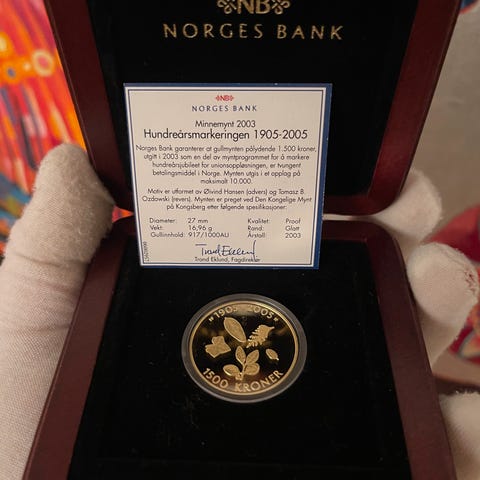 NB
NORGES BANK
NB
NORGES BANK
Minnemynt 2003
Hundreårsmarkeringen 1905-2005
Norges Bank garanterer at gullmynten pålydende 1.500 kroner,
utgitt i 2003 som en del av myntprogrammet for å markere
hundreårsjubileet for unionsoppløsningen, er tvungent
betalingsmiddel i Norge. Mynten utgis i et opplag på
maksimalt 10.000.
Motiv er utformet av Øivind Hansen (advers) og Tomasz B.
Ozdowski (revers). Mynten er preget ved Den Kongelige Mynt
på Kongsberg etter følgende spesifikasjoner:
Diameter: 27 mm Kvalitet: Proof
Vekt: 16,96 g Rand: Glatt
Gullinnhold: 917/1000AU Årstall: 2003
Trond Eklund
Trond Eklund, Fagdirektør
1905-2005
1500 KRONER